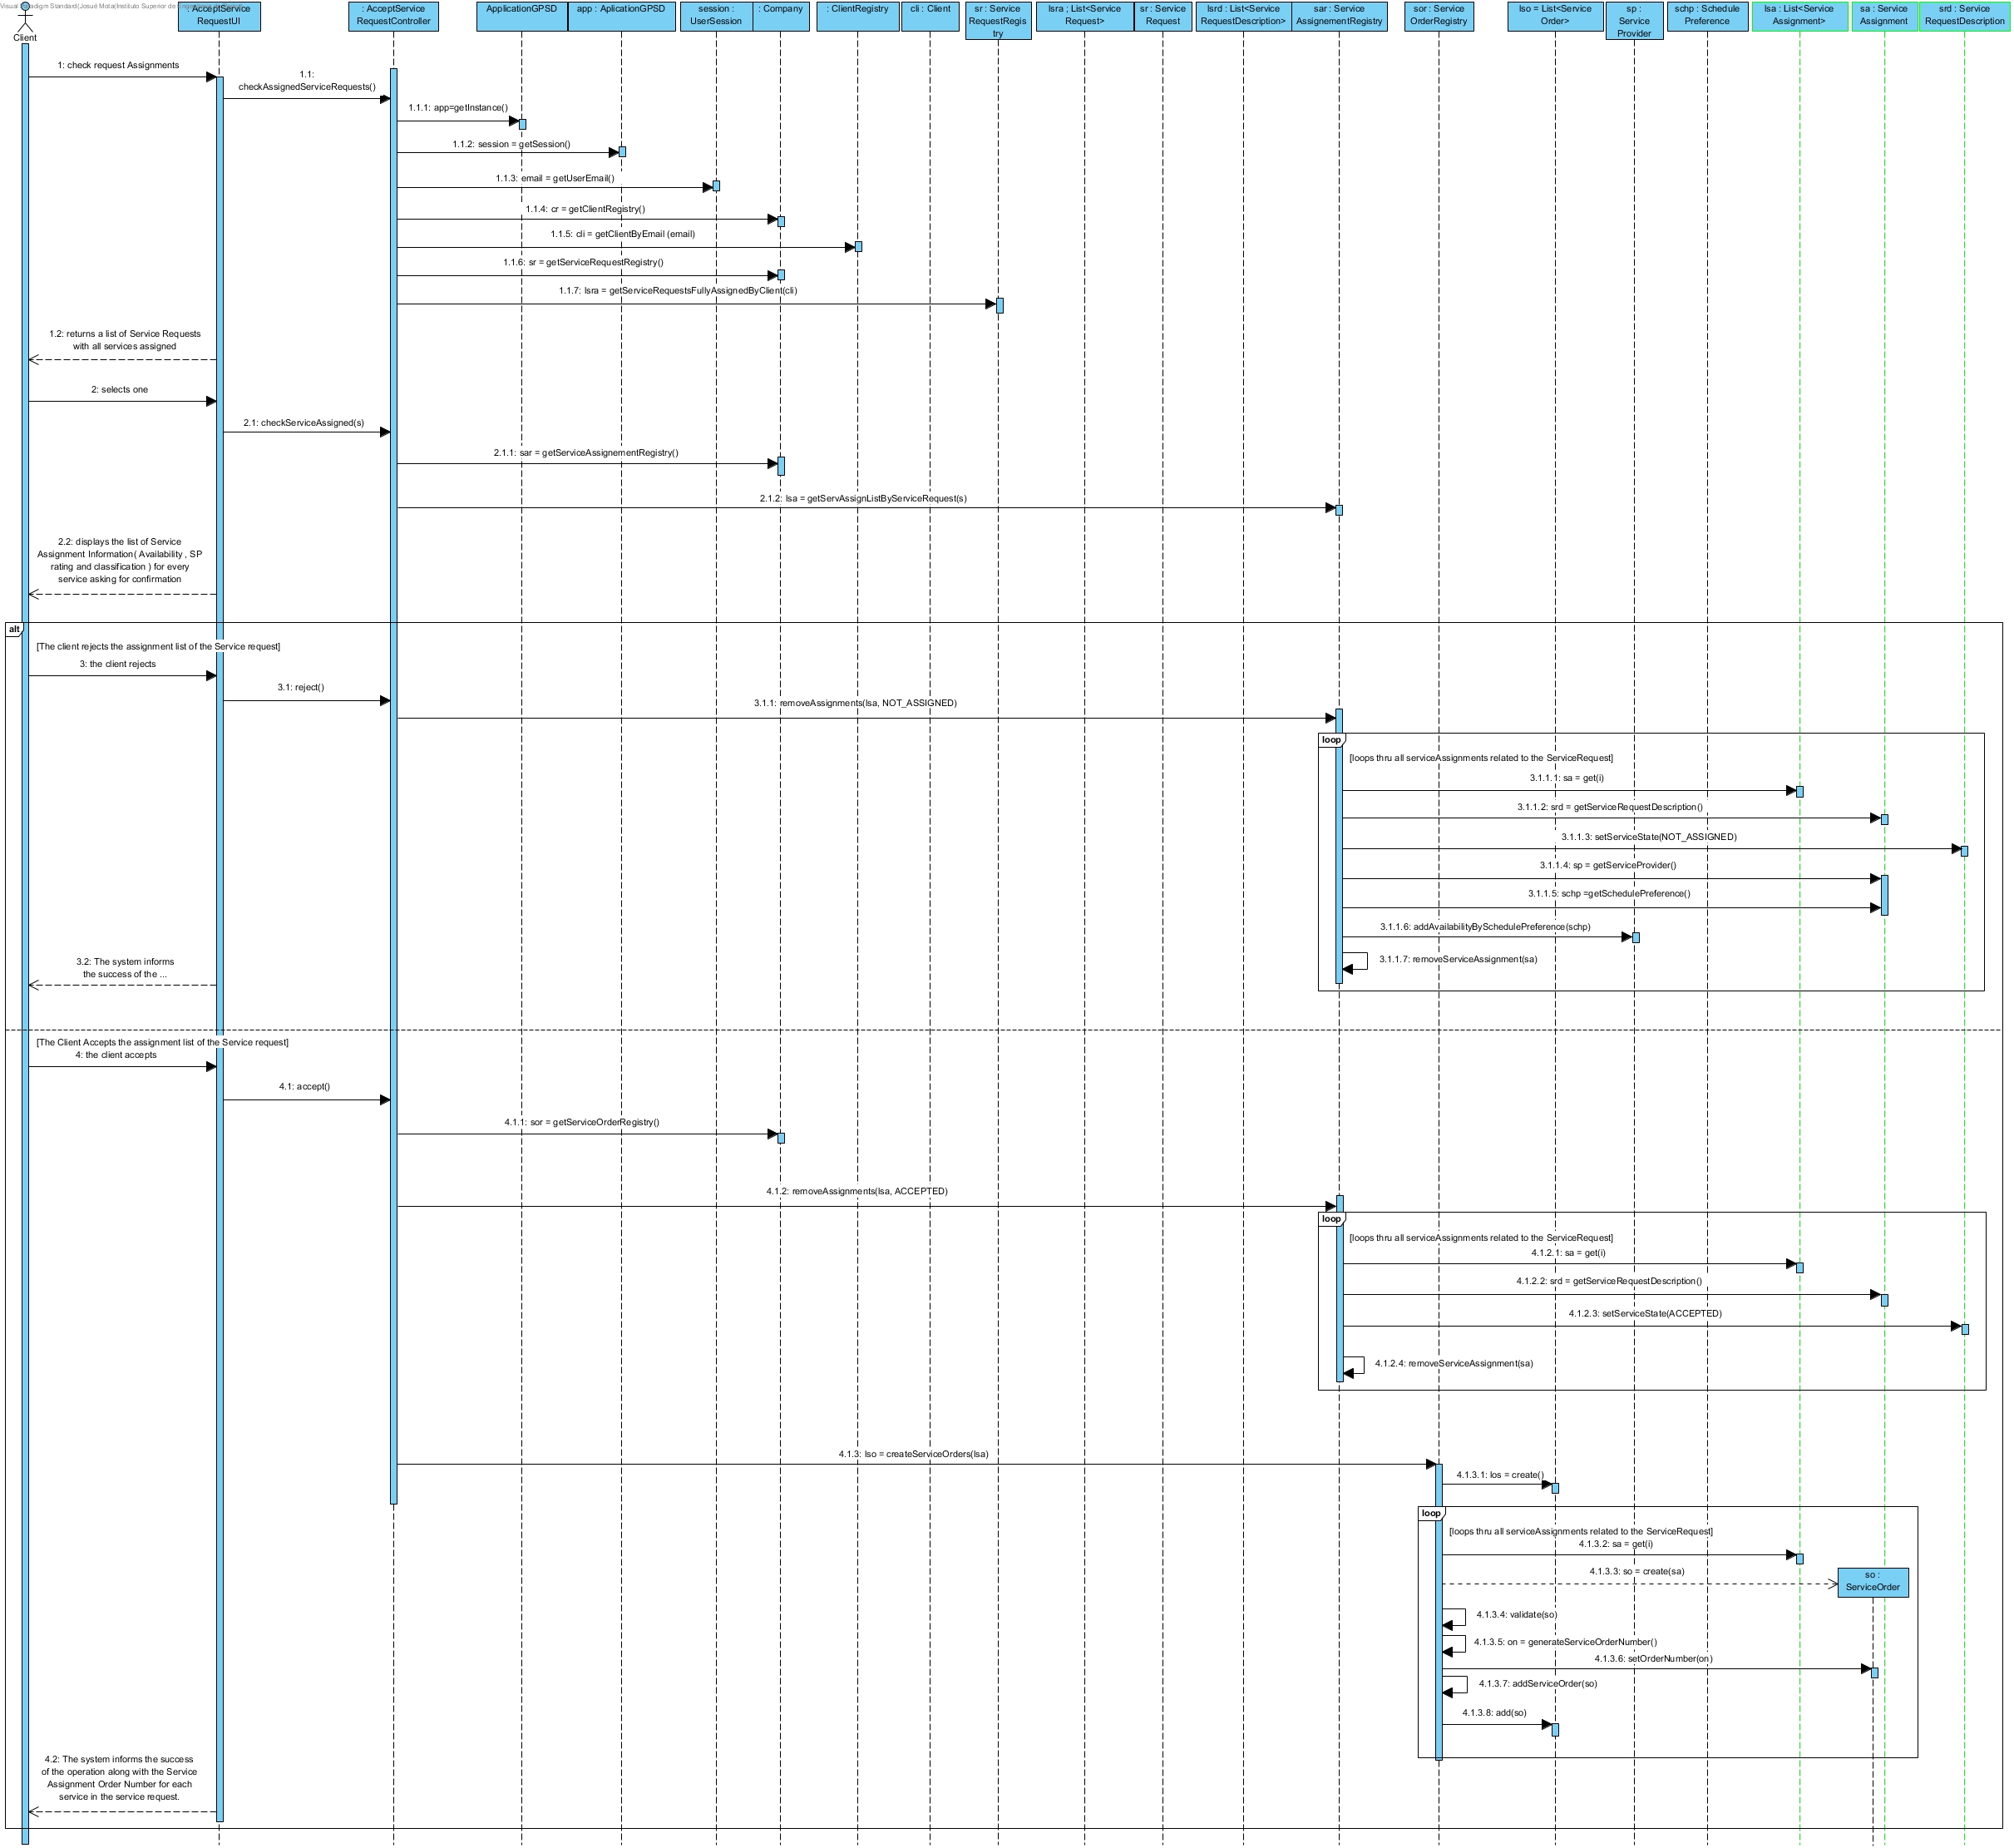 : AcceptService
RequestUI
: AcceptService
RequestController
ApplicationGPSD
app : AplicationGPSD
session :
UserSession
: Company
: ClientRegistry
cli : Client
sr : Service
RequestRegis
try
lsra ; List<Service
Request>
sr : Service
Request
lsrd : List<Service
RequestDescription>
sar : Service
AssignementRegistry
sor : Service
OrderRegistry
lso = List<Service
Order>
sp :
Service
Provider
schp : Schedule
Preference
lsa : List<Service
Assignment>
sa : Service
Assignment
srd : Service
RequestDescription
Client
1: check request Assignments
1.1:
checkAssignedServiceRequests()
1.1.1: app=getInstance()
1.1.2: session = getSession()
1.1.3: email = getUserEmail()
1.1.4: cr = getClientRegistry()
1.1.5: cli = getClientByEmail (email)
1.1.6: sr = getServiceRequestRegistry()
1.1.7: lsra = getServiceRequestsFullyAssignedByClient(cli)
1.2: returns a list of Service Requests
with all services assigned
2: selects one
2.1: checkServiceAssigned(s)
2.1.1: sar = getServiceAssignementRegistry()
2.1.2: lsa = getServAssignListByServiceRequest(s)
2.2: displays the list of Service
Assignment Information( Availability , SP
rating and classification ) for every
service asking for confirmation
alt
[The client rejects the assignment list of the Service request]
3: the client rejects
3.1: reject()
3.1.1: removeAssignments(lsa, NOT_ASSIGNED)
loop
[loops thru all serviceAssignments related to the ServiceRequest]
3.1.1.1: sa = get(i)
3.1.1.2: srd = getServiceRequestDescription()
3.1.1.3: setServiceState(NOT_ASSIGNED)
3.1.1.4: sp = getServiceProvider()
3.1.1.5: schp =getSchedulePreference()
3.1.1.6: addAvailabilityBySchedulePreference(schp)
3.1.1.7: removeServiceAssignment(sa)
3.2: The system informs
the success of the ...
[The Client Accepts the assignment list of the Service request]
4: the client accepts
4.1: accept()
4.1.1: sor = getServiceOrderRegistry()
4.1.2: removeAssignments(lsa, ACCEPTED)
loop
[loops thru all serviceAssignments related to the ServiceRequest]
4.1.2.1: sa = get(i)
4.1.2.2: srd = getServiceRequestDescription()
4.1.2.3: setServiceState(ACCEPTED)
4.1.2.4: removeServiceAssignment(sa)
4.1.3: lso = createServiceOrders(lsa)
4.1.3.1: los = create()
loop
[loops thru all serviceAssignments related to the ServiceRequest]
4.1.3.2: sa = get(i)
4.1.3.3: so = create(sa)
so :
ServiceOrder
4.1.3.4: validate(so)
4.1.3.5: on = generateServiceOrderNumber()
4.1.3.6: setOrderNumber(on)
4.1.3.7: addServiceOrder(so)
4.1.3.8: add(so)
4.2: The system informs the success
of the operation along with the Service
Assignment Order Number for each
service in the service request.